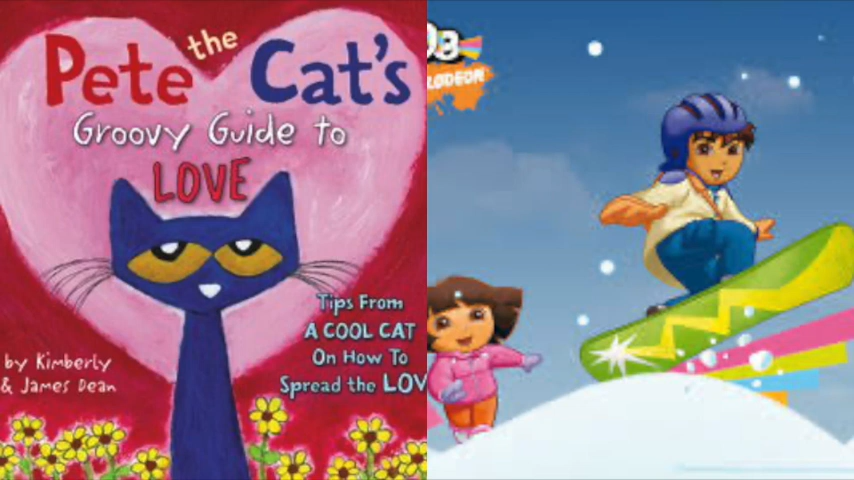 Pete the Cat's
Groovy Guide to
LOVE
Tips From
A COOL CAT
On How To
Spread the
by Kimberly
& James Dean